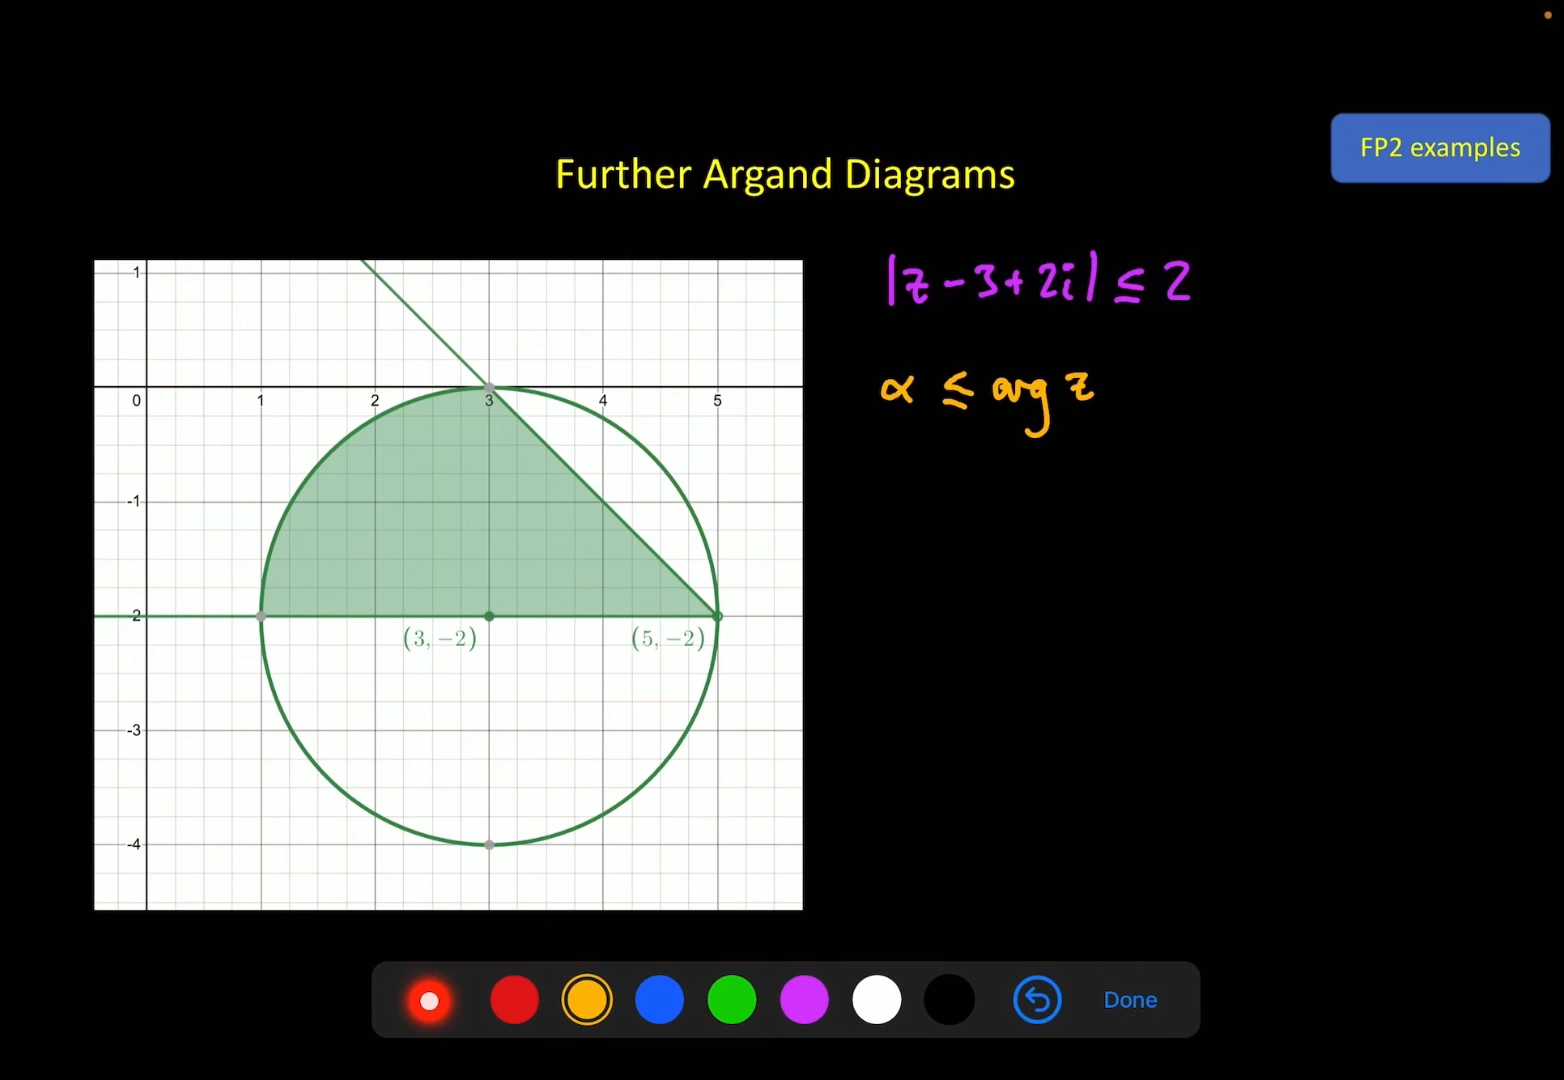 FP2 examples
Further Argand Diagrams
|z - 3 + 2i| ≤ 2
α ≤ arg z
1
0 1 2 3 4 5
-1
-2
(3, −2) (5, −2)
-3
-4
Done